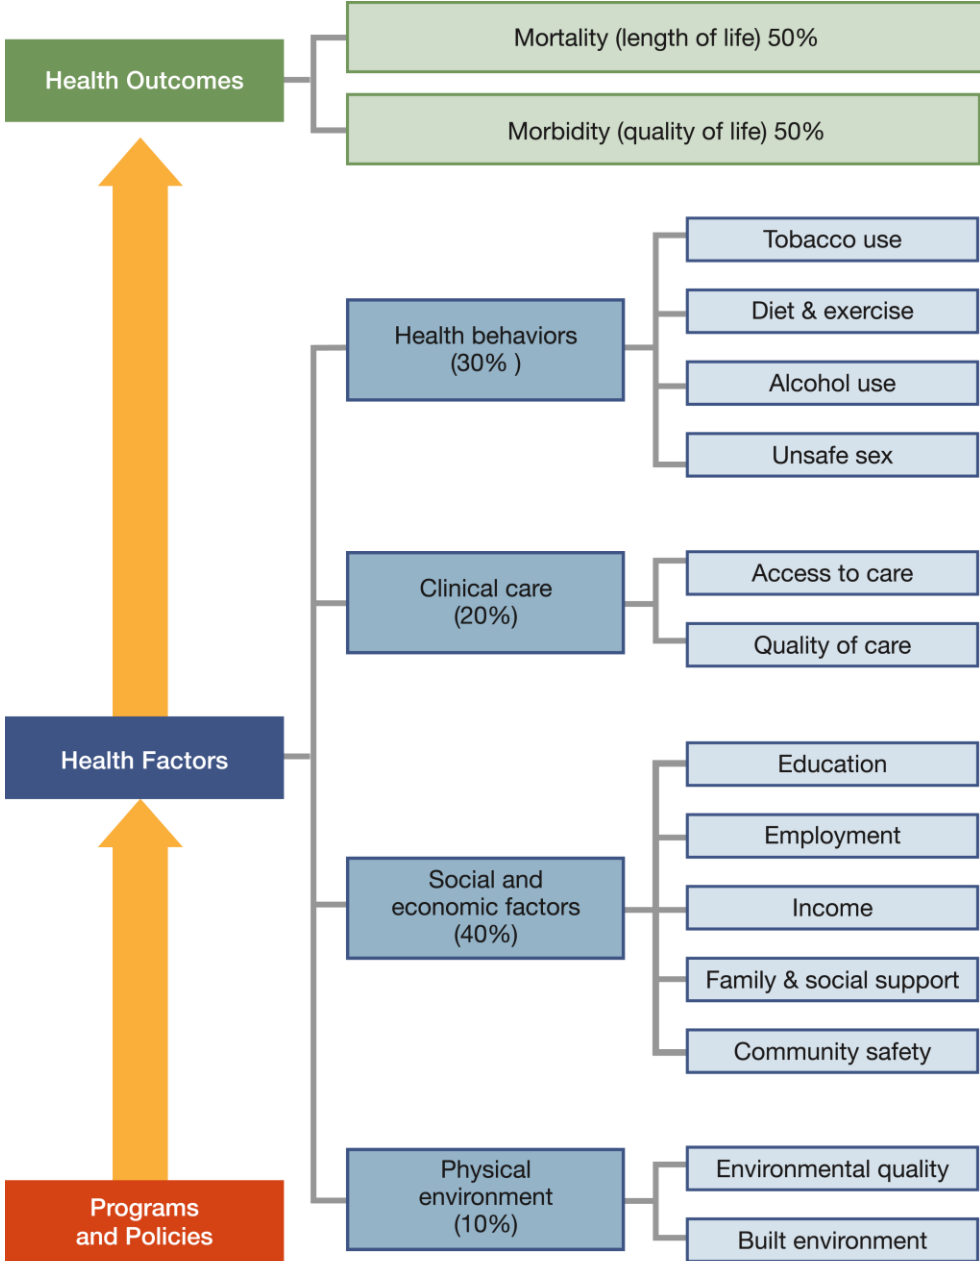 Health Outcomes
Mortality (length of life) 50%
Morbidity (quality of life) 50%
Health Factors
Health behaviors
(30% )
Tobacco use
Diet & exercise
Alcohol use
Unsafe sex
Clinical care
(20%)
Access to care
Quality of care
Social and
economic factors
(40%)
Education
Employment
Income
Family & social support
Community safety
Physical
environment
(10%)
Environmental quality
Built environment
Programs
and Policies